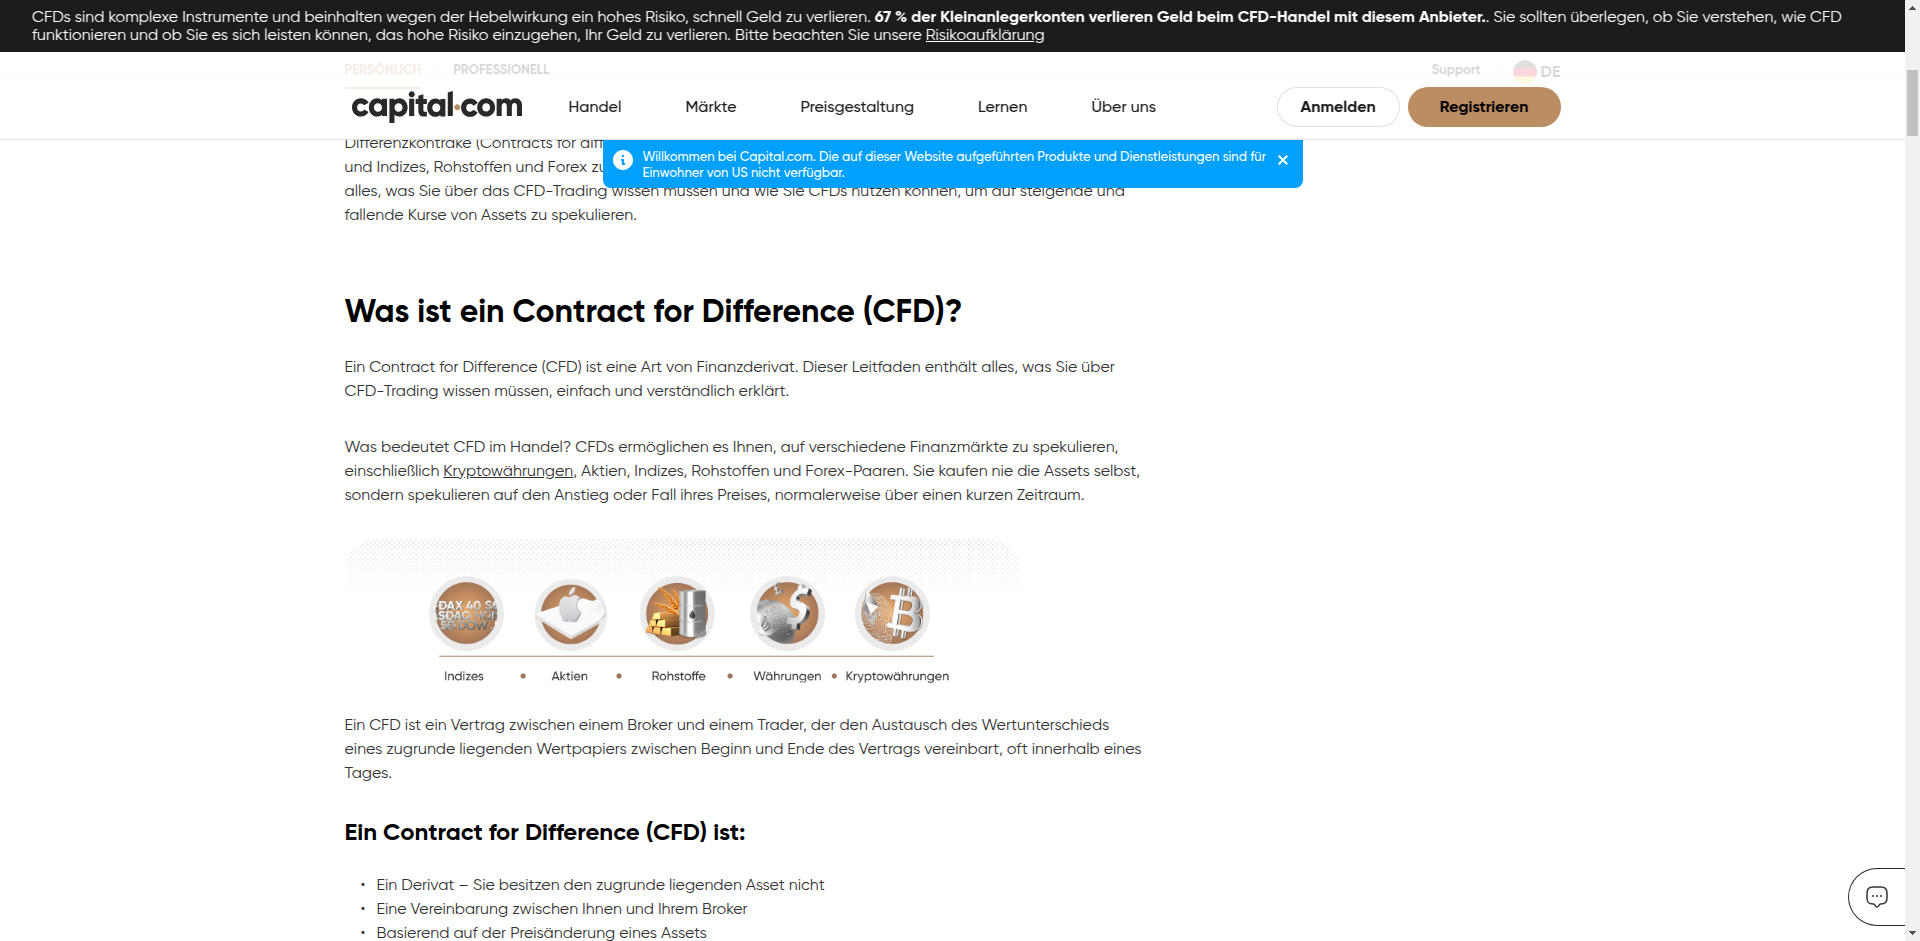 CFDs sind komplexe Instrumente und beinhalten wegen der Hebelwirkung ein hohes Risiko, schnell Geld zu verlieren. 67 % der Kleinanlegerkonten verlieren Geld beim CFD-Handel mit diesem Anbieter.. Sie sollten überlegen, ob Sie verstehen, wie CFD
funktionieren und ob Sie es sich leisten können, das hohe Risiko einzugehen, Ihr Geld zu verlieren. Bitte beachten Sie unsere Risikoaufklärung
PERSÖNLICH PROFESSIONELL Support DE
capital.com Handel Märkte Preisgestaltung Lernen Über uns Anmelden Registrieren
Differenzkontrakte (Contracts for
und Indizes, Rohstoffen und Forex
Willkommen bei Capital.com. Die auf dieser Website aufgeführten Produkte und Dienstleistungen sind für
Einwohner von US nicht verfügbar.
alles, was Sie über das CFD-Trading wissen müssen und wie Sie CFDs nutzen können, um auf steigende und
fallende Kurse von Assets zu spekulieren.
Was ist ein Contract for Difference (CFD)?
Ein Contract for Difference (CFD) ist eine Art von Finanzderivat. Dieser Leitfaden enthält alles, was Sie über
CFD-Trading wissen müssen, einfach und verständlich erklärt.
Was bedeutet CFD im Handel? CFDs ermöglichen es Ihnen, auf verschiedene Finanzmärkte zu spekulieren,
einschließlich Kryptowährungen, Aktien, Indizes, Rohstoffen und Forex-Paaren. Sie kaufen nie die Assets selbst,
sondern spekulieren auf den Anstieg oder Fall ihres Preises, normalerweise über einen kurzen Zeitraum.
DAX 40
Indizes • Aktien • Rohstoffe • Währungen • Kryptowährungen
Ein CFD ist ein Vertrag zwischen einem Broker und einem Trader, der den Austausch des Wertunterschieds
eines zugrunde liegenden Wertpapiers zwischen Beginn und Ende des Vertrags vereinbart, oft innerhalb eines
Tages.
Ein Contract for Difference (CFD) ist:
• Ein Derivat – Sie besitzen den zugrunde liegenden Asset nicht
• Eine Vereinbarung zwischen Ihnen und Ihrem Broker
• Basierend auf der Preisänderung eines Assets